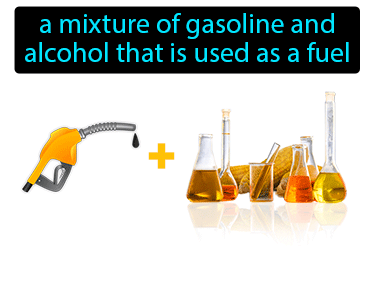 a mixture of gasoline and
alcohol that is used as a fuel